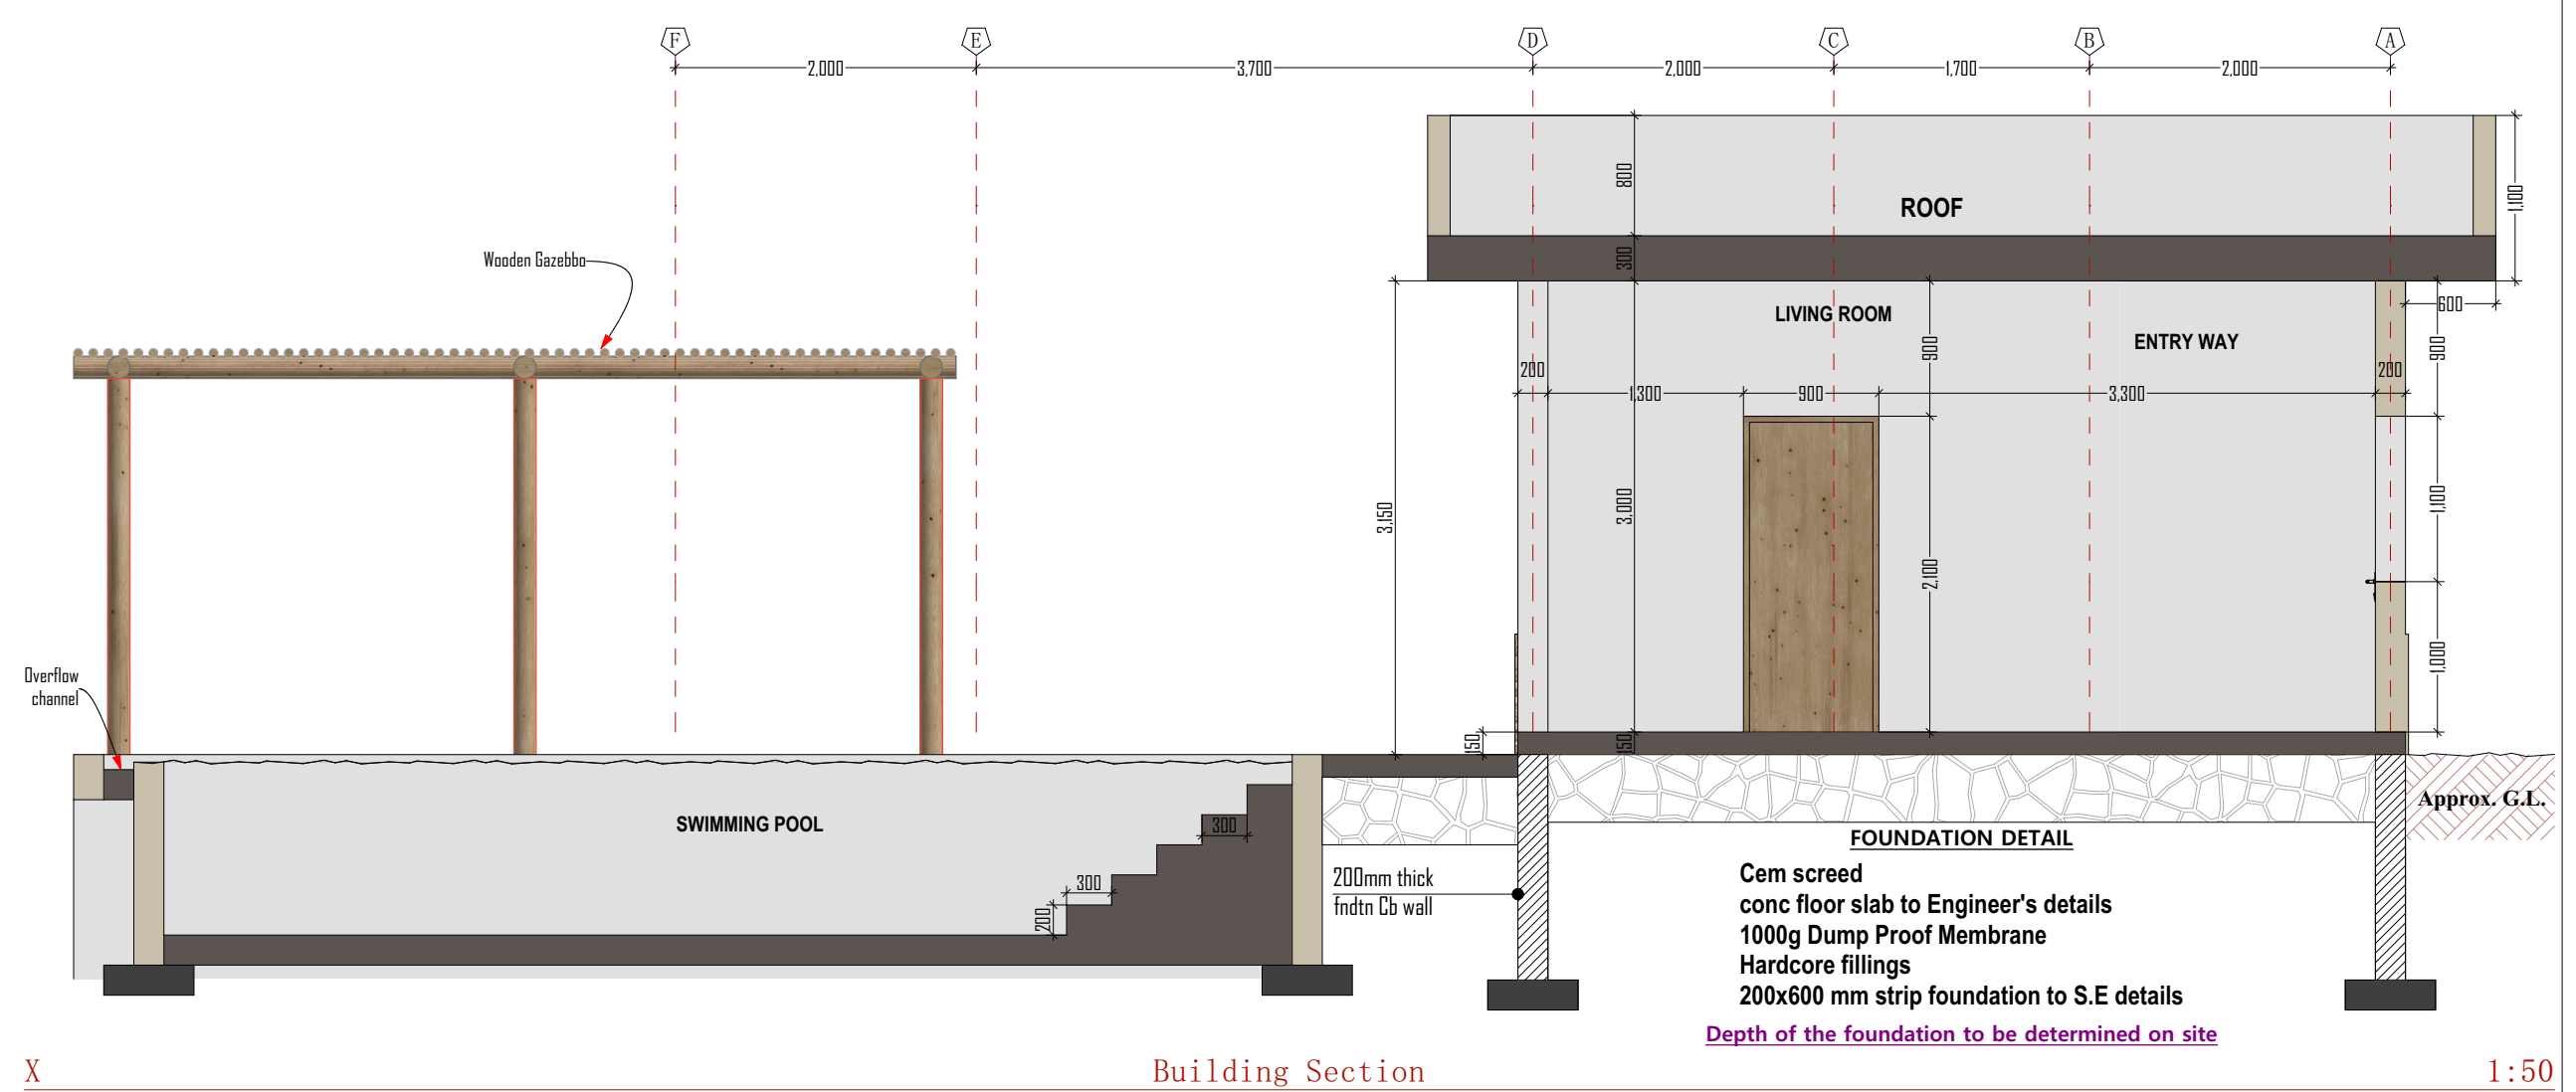 F
E
D
C
B
A
2,000
3,700
2,000
1,700
2,000
800
ROOF
1,100
300
Wooden Gazebbo
600
LIVING ROOM
ENTRY WAY
900
900
200
200
1,300
900
3,300
3,150
3,000
2,100
1,100
1,000
Overflow
channel
150
150
SWIMMING POOL
300
300
200
Approx. G.L.
200mm thick
fndtn Cb wall
FOUNDATION DETAIL
Cem screed
conc floor slab to Engineer's details
1000g Dump Proof Membrane
Hardcore fillings
200x600 mm strip foundation to S.E details
Depth of the foundation to be determined on site
X
Building Section
1:50